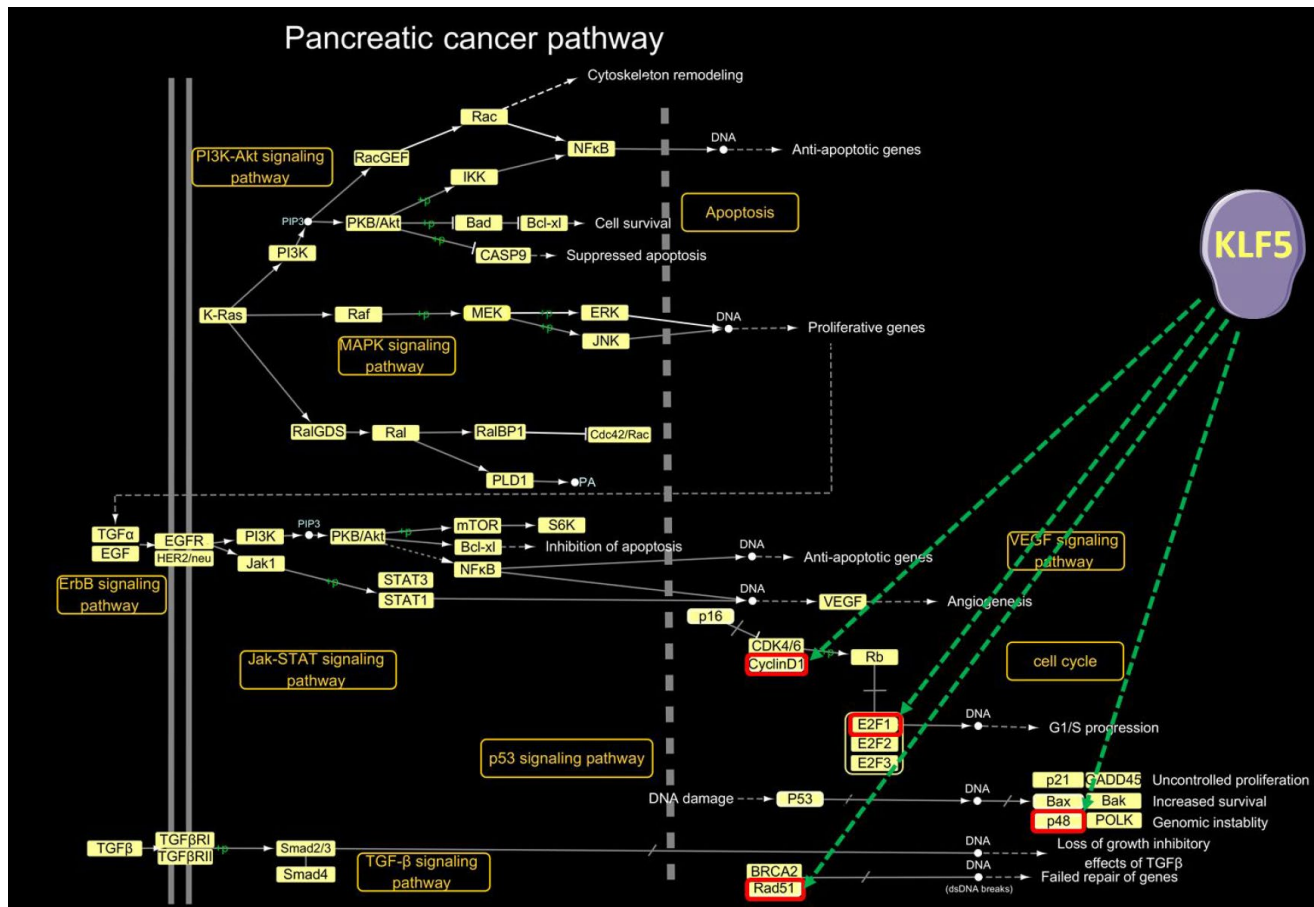 Pancreatic cancer pathway
Cytoskeleton remodeling
Rac
DNA
PI3K-Akt signaling
pathway
RacGEF
NFκB
Anti-apoptotic genes
IKK
+p
PIP3
PKB/Akt
+p
Bad
Bcl-xl
Cell survival
Apoptosis
+p
PI3K
CASP9
Suppressed apoptosis
KLF5
K-Ras
Raf
+p
MEK
+p
ERK
DNA
+p
JNK
Proliferative genes
MAPK signaling
pathway
RalGDS
Ral
RalBP1
Cdc42/Rac
PLD1
PA
TGFα
EGF
EGFR
HER2/neu
PI3K
PIP3
PKB/Akt
+p
mTOR
S6K
Bcl-xl
Inhibition of apoptosis
NFκB
DNA
Anti-apoptotic genes
VEGF signaling
pathway
Jak1
+p
STAT3
STAT1
DNA
VEGF
Angiogenesis
ErbB signaling
pathway
p16
CDK4/6
CyclinD1
+p
Rb
Jak-STAT signaling
pathway
cell cycle
E2F1
E2F2
E2F3
DNA
G1/S progression
p53 signaling pathway
DNA damage
P53
DNA
p21
GADD45
Uncontrolled proliferation
Bax
Bak
Increased survival
p48
POLK
Genomic instablity
TGFβ
TGFβRI
TGFβRII
+p
Smad2/3
Smad4
TGF-β signaling
pathway
DNA
Loss of growth inhibitory
effects of TGFβ
BRCA2
Rad51
DNA
(dsDNA breaks)
Failed repair of genes